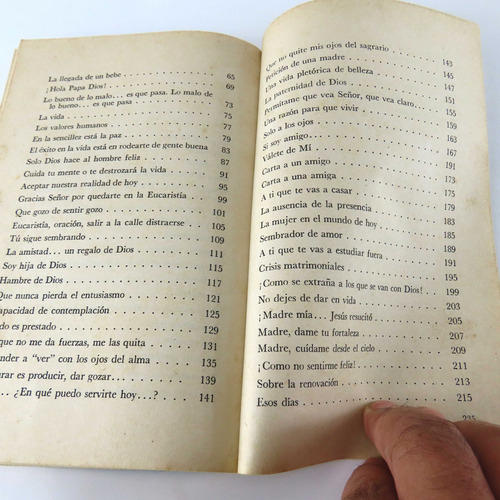 La llegada de un bebe 65
¡Hola Papa Dios! 69
Lo bueno de lo malo... es que pasa. Lo malo de
lo bueno... es que pasa 73
La vida 75
Los valores humanos 77
En la sencillez está la paz 79
El éxito en la vida está en rodearte de gente buena 83
Solo Dios hace al hombre feliz 87
Cuida tu mente o te destrozará la vida 91
Aceptar nuestra realidad de hoy 95
Gracias Señor por quedarte en la Eucaristía 99
Que gozo de sentir gozo 101
Eucaristía, oración, salir a la calle distraerse 105
Tú sigue sembrando 109
La amistad... un regalo de Dios 111
Soy hija de Dios 115
Hambre de Dios 117
Que nunca pierda el entusiasmo 121
apacidad de contemplación 125
do es prestado 129
que no me da fuerzas, me las quita 131
nder a "ver" con los ojos del alma 135
rar es producir, dar gozar... 139
... ¿En qué puedo servirte hoy...? 141
Que no quite mis ojos del sagrario 143
Petición de una madre 145
Una vida pletórica de belleza 147
La paternidad de Dios 151
Permítame que vea Señor, que vea claro
Una razón para que vivir
Solo a los ojos
Si soy amigo
Válete de Mí 167
Carta a un amigo 171
Carta a una amiga 175
A ti que te vas a casar 179
La ausencia de la presencia 183
La mujer en el mundo de hoy 185
Sembrador de amor 189
A ti que te vas a estudiar fuera 191
Crisis matrimoniales 195
¡Como se extraña a los que se van con Dios! 199
No dejes de dar en vida 203
¡Madre mía... Jesús resucitó 205
Madre, dame tu fortaleza 207
Madre, cuídame desde el cielo 209
¡Como no sentirme feliz! 211
Sobre la renovación 213
Esos días 215
235